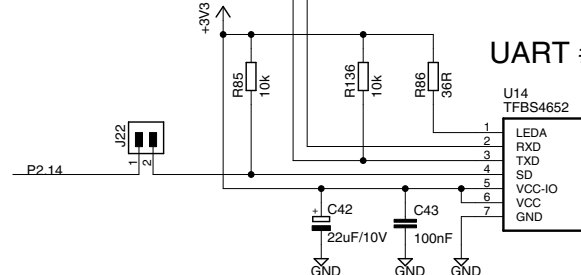 +3V3
UART
R85
10k
R136
10k
R86
36R
U14
TFBS4652
J22
1
2
P2.14
1
LEDA
2
RXD
3
TXD
4
SD
5
VCC-IO
6
VCC
7
GND
+
C42
22uF/10V
C43
100nF
GND
GND
GND